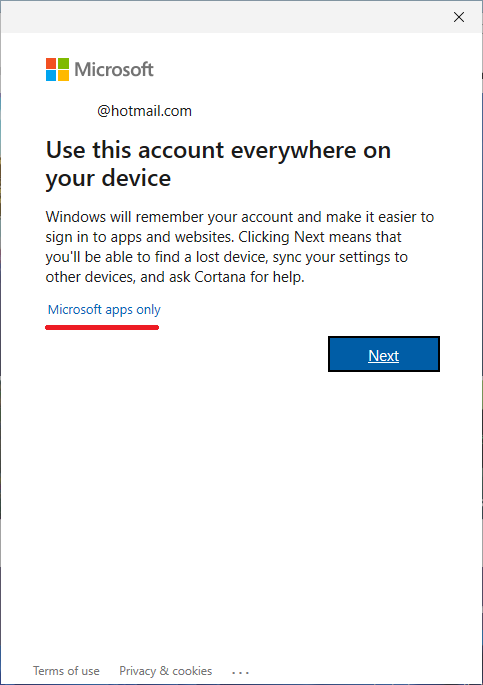 Microsoft
@hotmail.com
Use this account everywhere on
your device
Windows will remember your account and make it easier to
sign in to apps and websites. Clicking Next means that
you'll be able to find a lost device, sync your settings to
other devices, and ask Cortana for help.
Microsoft apps only
Next
Terms of use Privacy & cookies ...